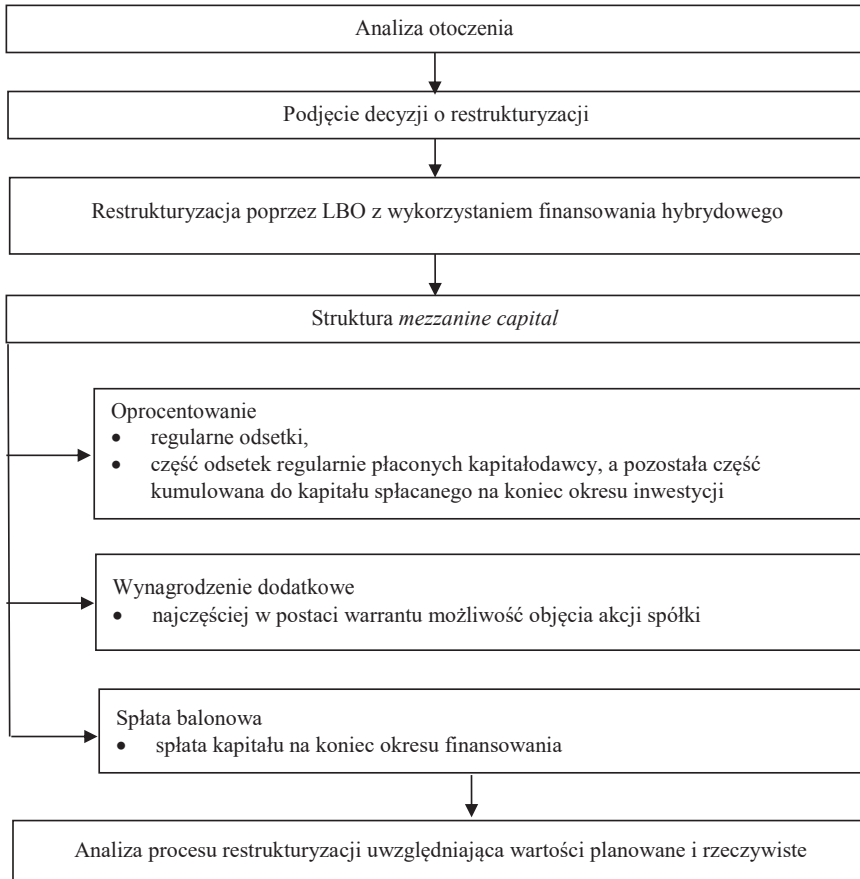 Analiza otoczenia
Podjęcie decyzji o restrukturyzacji
Restrukturyzacja poprzez LBO z wykorzystaniem finansowania hybrydowego
Struktura mezzanine capital
Oprocentowanie
• regularne odsetki,
• część odsetek regularnie płaconych kapitałodawcy, a pozostała część
kumulowana do kapitału spłacanego na koniec okresu inwestycji
Wynagrodzenie dodatkowe
• najczęściej w postaci warrantu możliwość objęcia akcji spółki
Spłata balonowa
• spłata kapitału na koniec okresu finansowania
Analiza procesu restrukturyzacji uwzględniająca wartości planowane i rzeczywiste